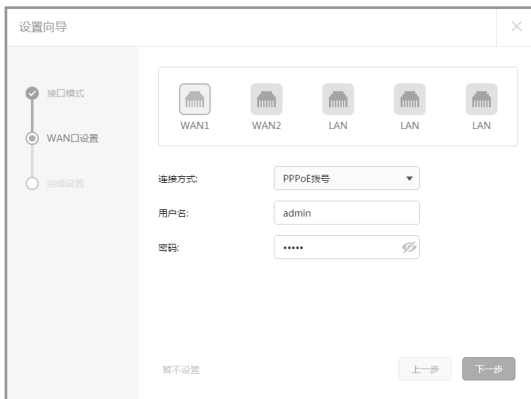 设置向导
接口模式
WAN口设置
完成设置
WAN1 WAN2 LAN LAN LAN
连接方式: PPPoE拨号
用户名: admin
密码: •••••
暂不设置 上一步 下一步